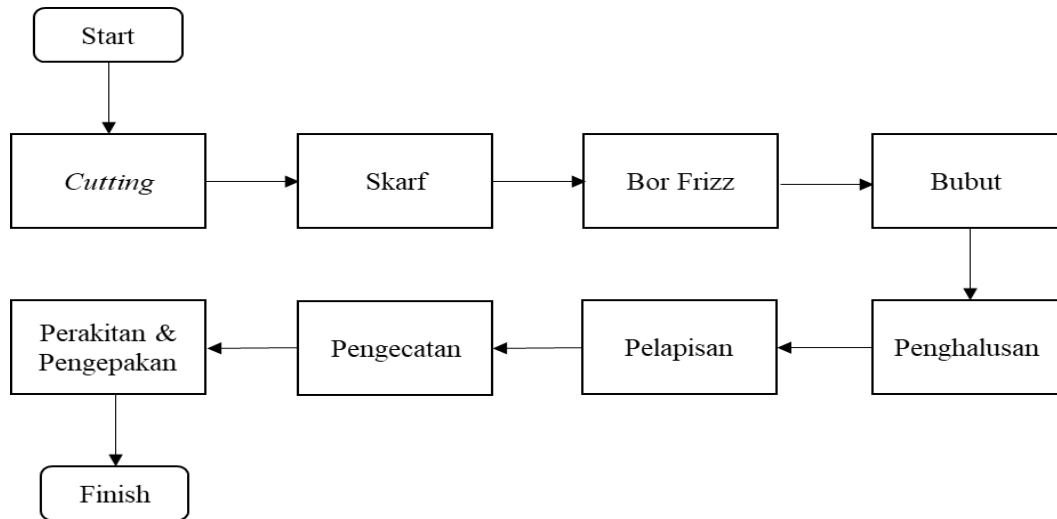 Start
Cutting
Skarf
Bor Frizz
Bubut
Penghalusan
Pelapisan
Pengecatan
Perakitan &
Pengepakan
Finish